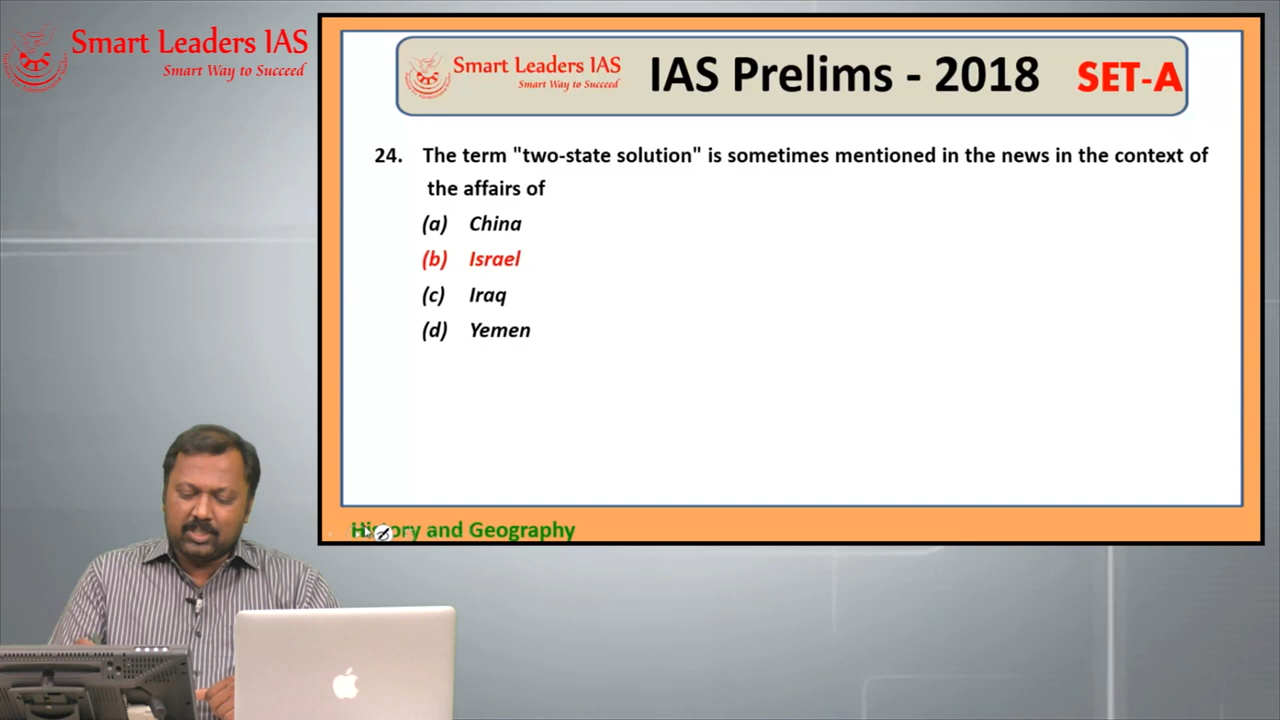 Smart Leaders IAS
Smart Way to Succeed
Smart Leaders IAS
Smart Way to Succeed
IAS Prelims - 2018 SET-A
24. The term "two-state solution" is sometimes mentioned in the news in the context of
the affairs of
(a) China
(b) Israel
(c) Iraq
(d) Yemen
History and Geography